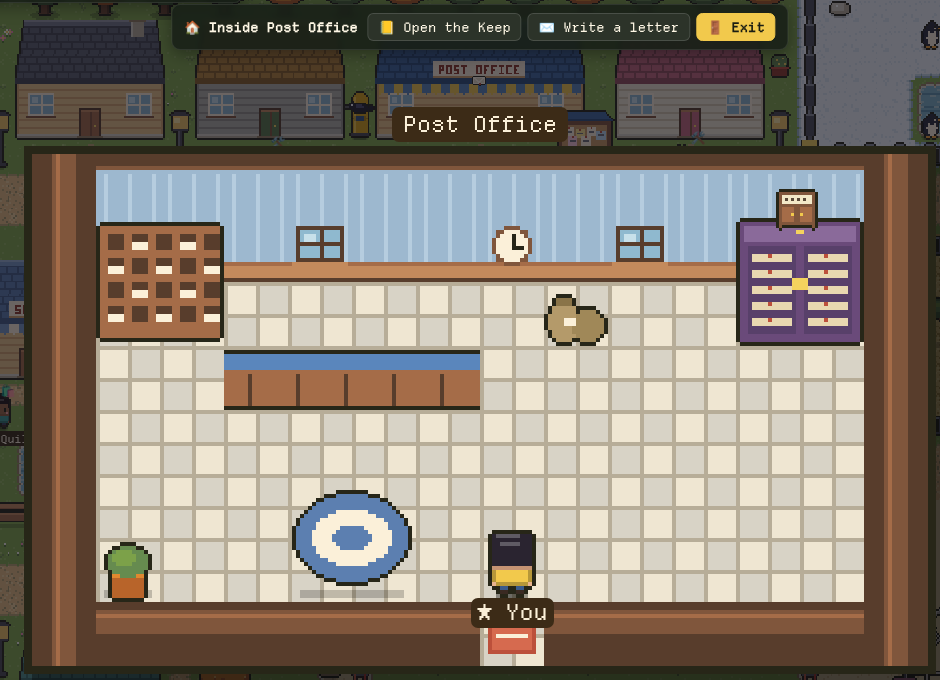 Inside Post Office
Open the Keep
Write a letter
Exit
POST OFFICE
Post Office
★ You